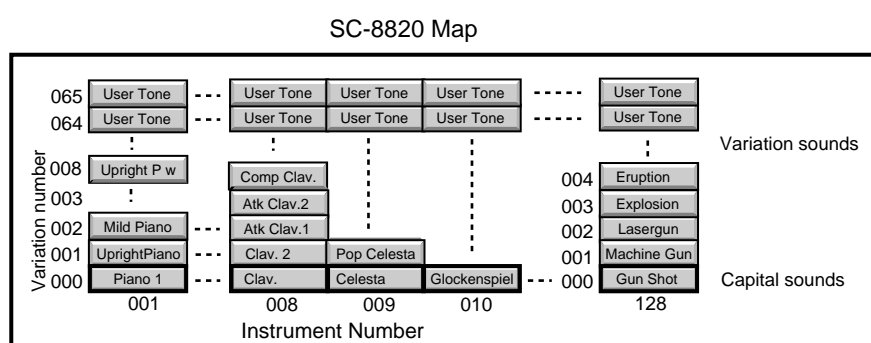 SC-8820 Map
065 User Tone User Tone User Tone User Tone User Tone
064 User Tone User Tone User Tone User Tone User Tone
Variation sounds
008 Upright P w Comp Clav. 004 Eruption
003 Atk Clav.2 003 Explosion
002 Mild Piano Atk Clav.1 002 Lasergun
001 UprightPiano Clav. 2 Pop Celesta 001 Machine Gun
000 Piano 1 Clav. Celesta Glockenspiel 000 Gun Shot Capital sounds
Variation number
001 008 009 010 128
Instrument Number